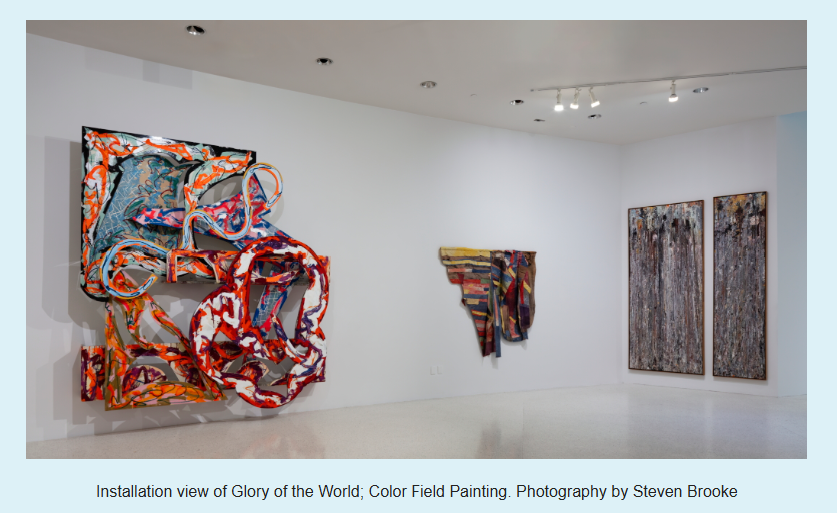 Installation view of Glory of the World; Color Field Painting. Photography by Steven Brooke